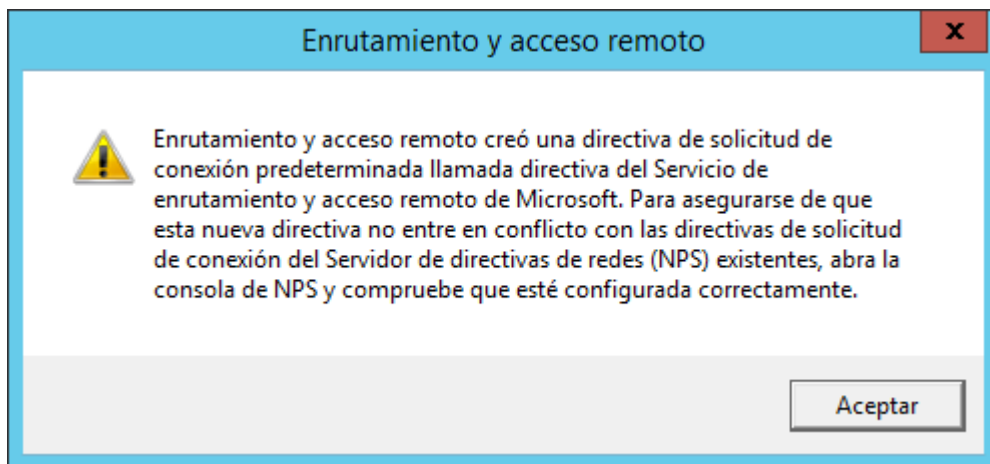 Enrutamiento y acceso remoto
x
Enrutamiento y acceso remoto creó una directiva de solicitud de
conexión predeterminada llamada directiva del Servicio de
enrutamiento y acceso remoto de Microsoft. Para asegurarse de que
esta nueva directiva no entre en conflicto con las directivas de solicitud
de conexión del Servidor de directivas de redes (NPS) existentes, abra la
consola de NPS y compruebe que esté configurada correctamente.
Aceptar